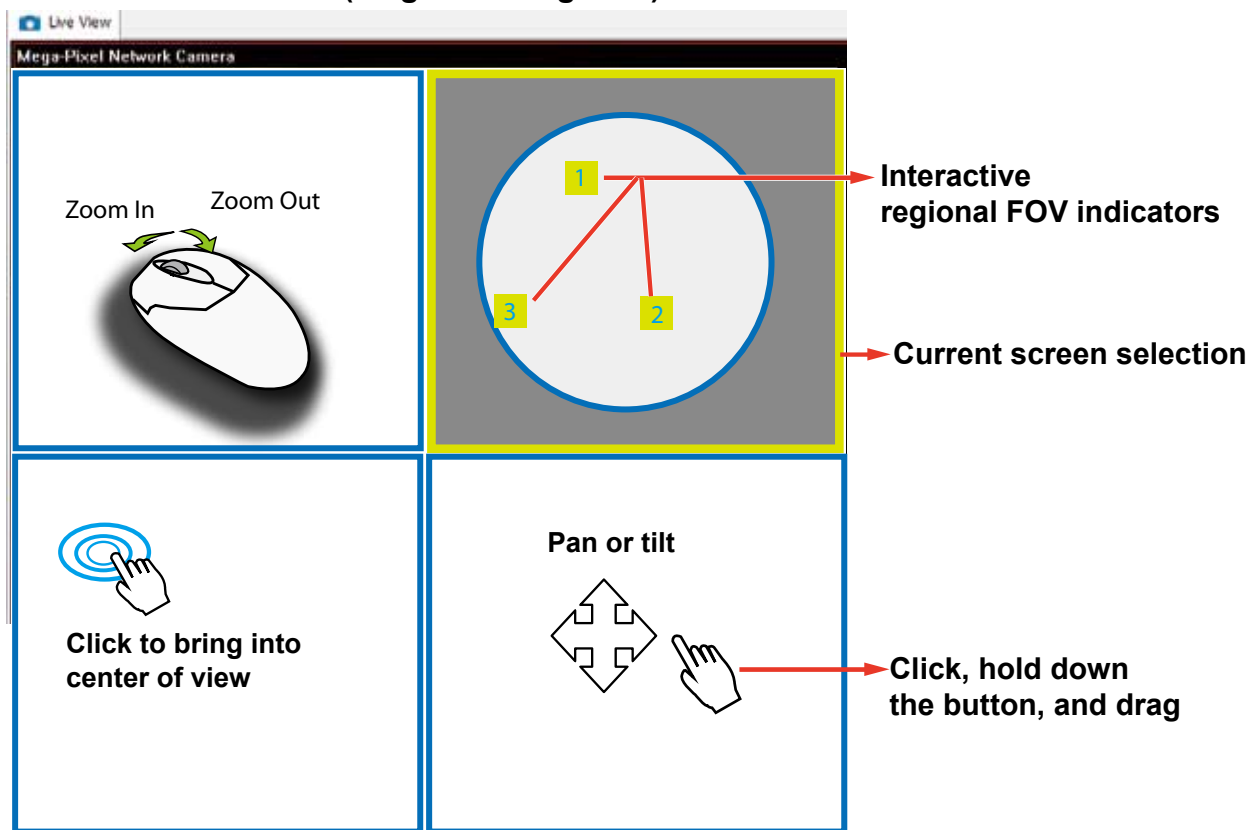 Live View
Mega-Pixel Network Camera
Zoom In
Zoom Out
1
3
2
Interactive
regional FOV indicators
Current screen selection
Click to bring into
center of view
Pan or tilt
Click, hold down
the button, and drag